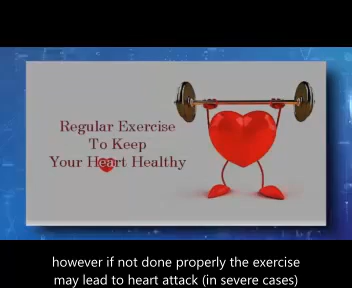 Regular Exercise
To Keep
Your Heart Healthy
however if not done properly the exercise
may lead to heart attack (in severe cases)